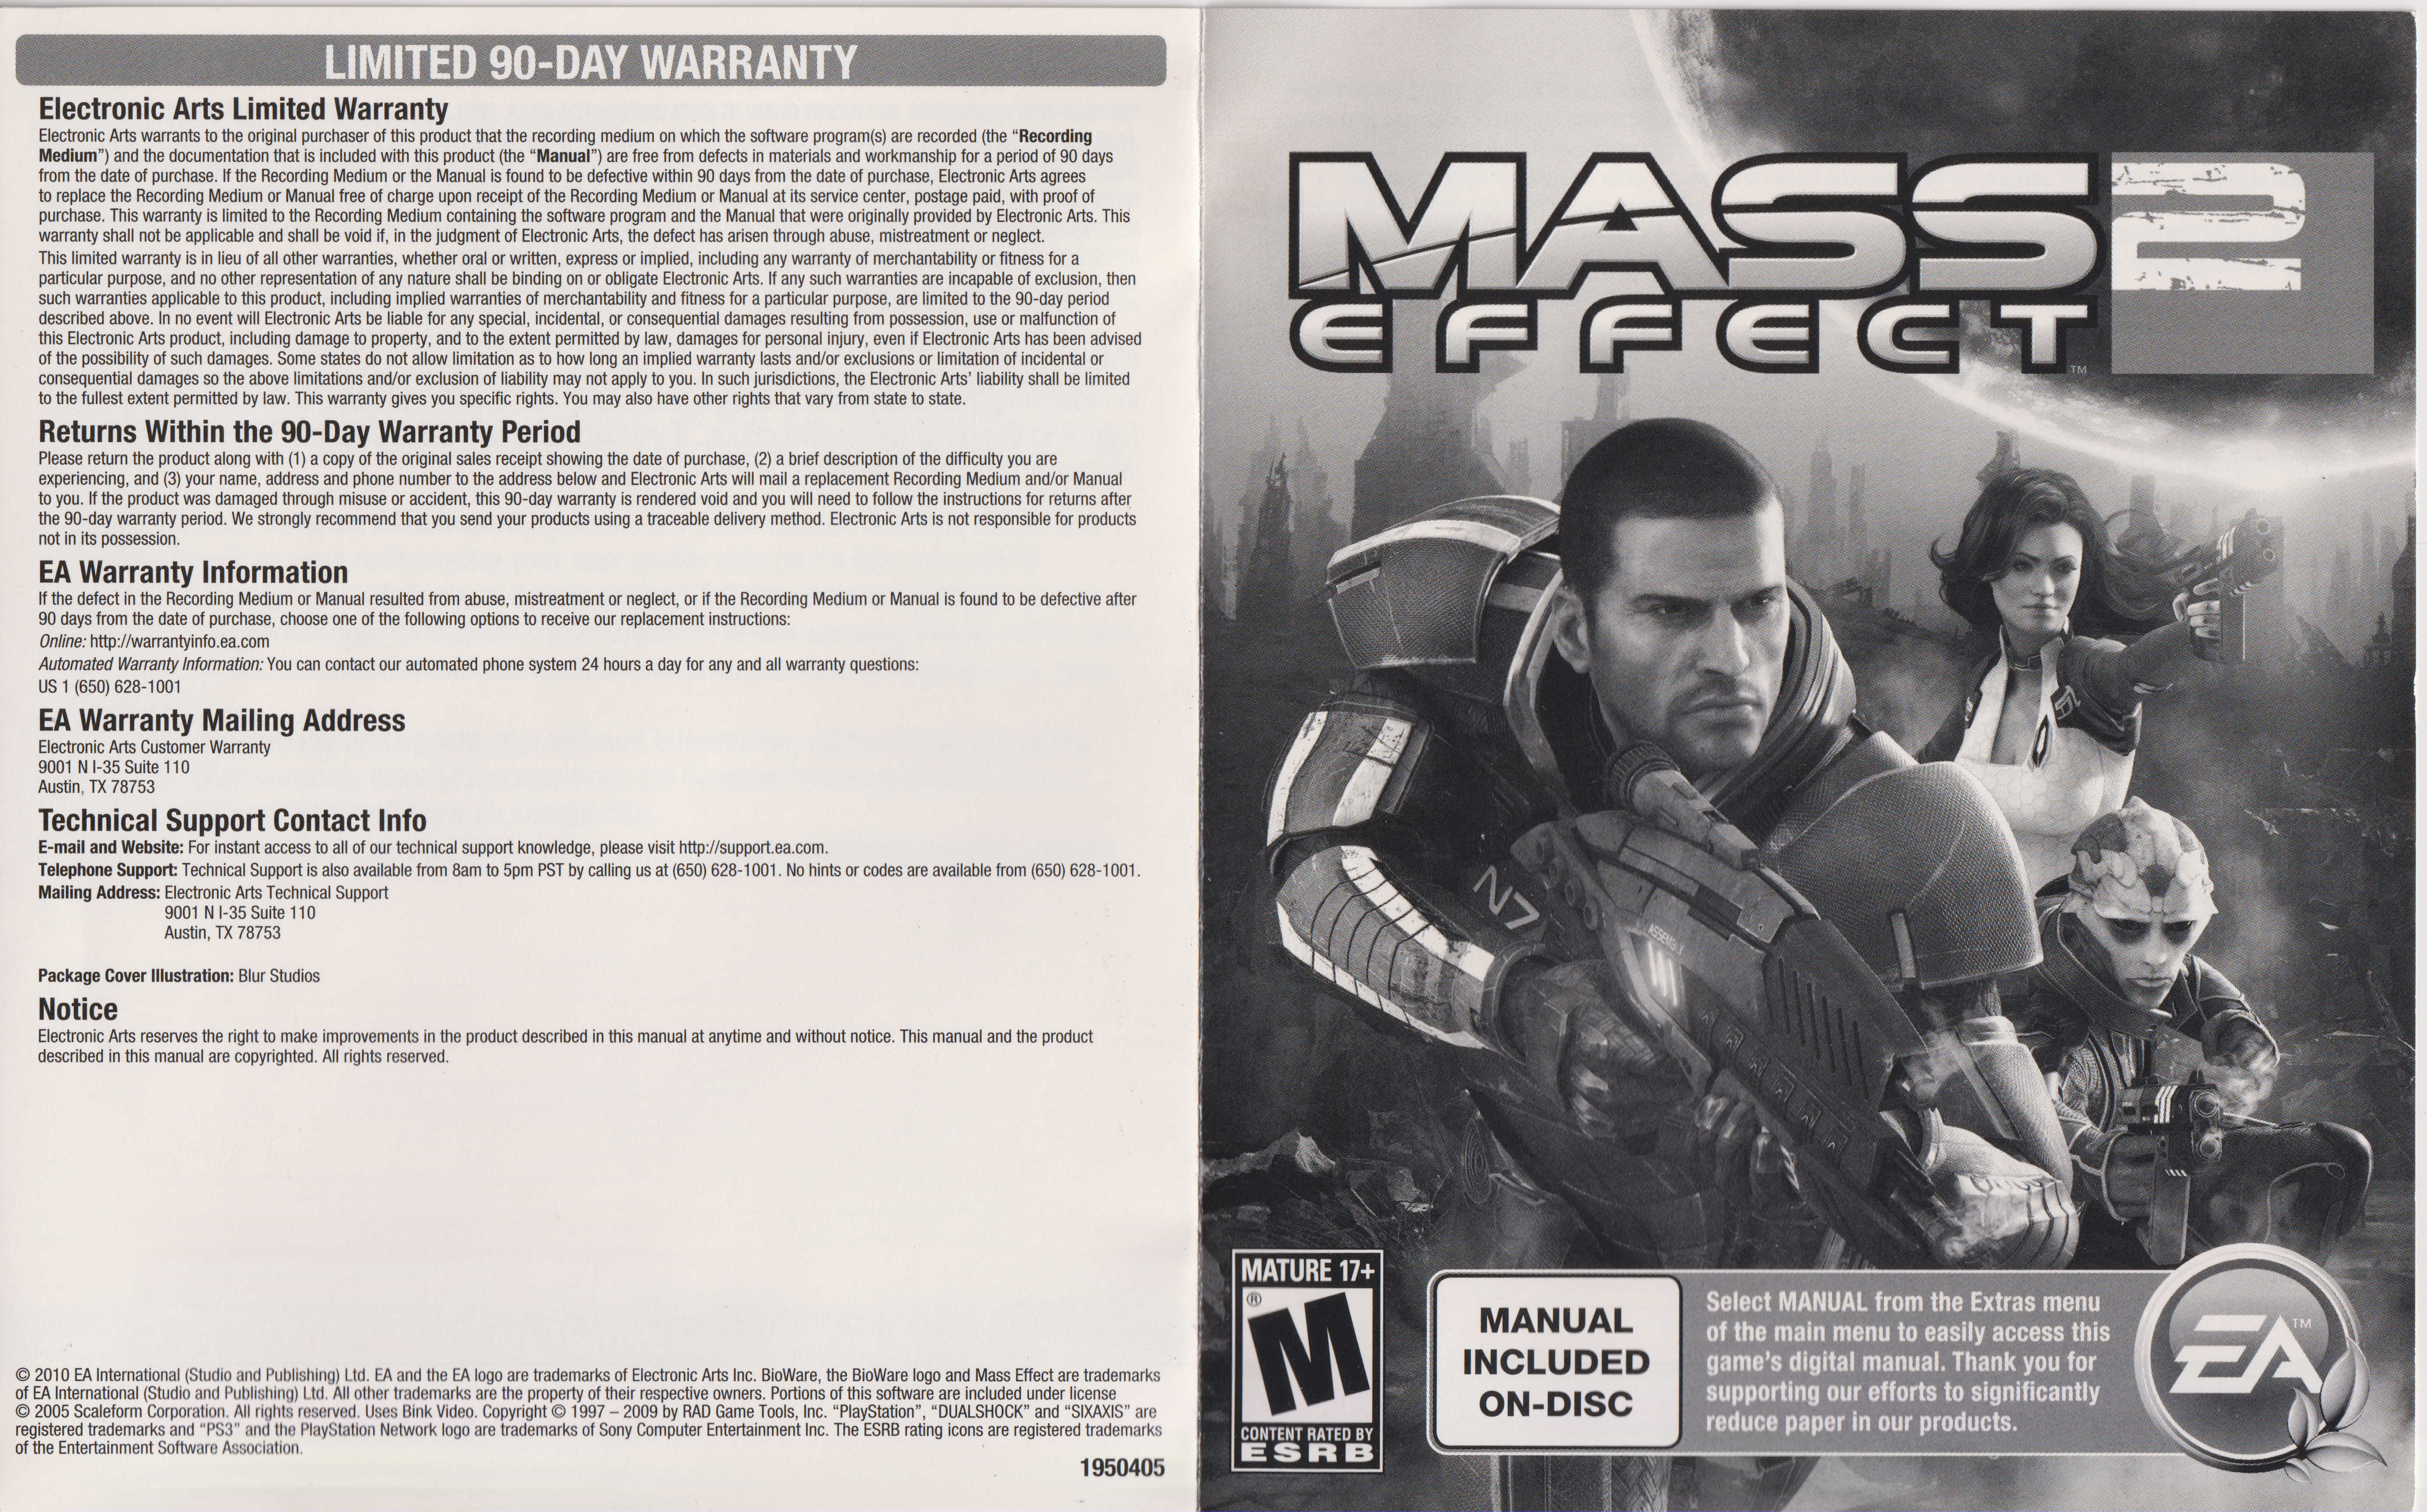 LIMITED 90-DAY WARRANTY
Electronic Arts Limited Warranty
Electronic Arts warrants to the original purchaser of this product that the recording medium on which the software program(s) are recorded (the “Recording
Medium”) and the documentation that is included with this product (the “Manual”) are free from defects in materials and workmanship for a period of 90 days
from the date of purchase. If the Recording Medium or the Manual is found to be defective within 90 days from the date of purchase, Electronic Arts agrees
to replace the Recording Medium or Manual free of charge upon receipt of the Recording Medium or Manual at its service center, postage paid, with proof of
purchase. This warranty is limited to the Recording Medium containing the software program and the Manual that were originally provided by Electronic Arts. This
warranty shall not be applicable and shall be void if, in the judgment of Electronic Arts, the defect has arisen through abuse, mistreatment or neglect.
This limited warranty is in lieu of all other warranties, whether oral or written, express or implied, including any warranty of merchantability or fitness for a
particular purpose, and no other representation of any nature shall be binding on or obligate Electronic Arts. If any such warranties are incapable of exclusion, then
such warranties applicable to this product, including implied warranties of merchantability and fitness for a particular purpose, are limited to the 90-day period
described above. In no event will Electronic Arts be liable for any special, incidental, or consequential damages resulting from possession, use or malfunction of
this Electronic Arts product, including damage to property, and to the extent permitted by law, damages for personal injury, even if Electronic Arts has been advised
of the possibility of such damages. Some states do not allow limitation as to how long an implied warranty lasts and/or exclusions or limitation of incidental or
consequential damages so the above limitations and/or exclusion of liability may not apply to you. In such jurisdictions, the Electronic Arts’ liability shall be limited
to the fullest extent permitted by law. This warranty gives you specific rights. You may also have other rights that vary from state to state.
Returns Within the 90-Day Warranty Period
Please return the product along with (1) a copy of the original sales receipt showing the date of purchase, (2) a brief description of the difficulty you are
experiencing, and (3) your name, address and phone number to the address below and Electronic Arts will mail a replacement Recording Medium and/or Manual
to you. If the product was damaged through misuse or accident, this 90-day warranty is rendered void and you will need to follow the instructions for returns after
the 90-day warranty period. We strongly recommend that you send your products using a traceable delivery method. Electronic Arts is not responsible for products
not in its possession.
EA Warranty Information
If the defect in the Recording Medium or Manual resulted from abuse, mistreatment or neglect, or if the Recording Medium or Manual is found to be defective after
90 days from the date of purchase, choose one of the following options to receive our replacement instructions:
Online: http://warrantyinfo.ea.com
Automated Warranty Information: You can contact our automated phone system 24 hours a day for any and all warranty questions:
US 1 (650) 628-1001
EA Warranty Mailing Address
Electronic Arts Customer Warranty
9001 N I-35 Suite 110
Austin, TX 78753
Technical Support Contact Info
E-mail and Website: For instant access to all of our technical support knowledge, please visit http://support.ea.com.
Telephone Support: Technical Support is also available from 8am to 5pm PST by calling us at (650) 628-1001. No hints or codes are available from (650) 628-1001.
Mailing Address: Electronic Arts Technical Support
9001 N I-35 Suite 110
Austin, TX 78753
Package Cover Illustration: Blur Studios
Notice
Electronic Arts reserves the right to make improvements in the product described in this manual at anytime and without notice. This manual and the product
described in this manual are copyrighted. All rights reserved.
© 2010 EA International (Studio and Publishing) Ltd. EA and the EA logo are trademarks of Electronic Arts Inc. BioWare, the BioWare logo and Mass Effect are trademarks
of EA International (Studio and Publishing) Ltd. All other trademarks are the property of their respective owners. Portions of this software are included under license
© 2005 Scaleform Corporation. All rights reserved. Uses Bink Video. Copyright © 1997 – 2009 by RAD Game Tools, Inc. “PlayStation”, “DUALSHOCK” and “SIXAXIS” are
registered trademarks and “PS3” and the PlayStation Network logo are trademarks of Sony Computer Entertainment Inc. The ESRB rating icons are registered trademarks
of the Entertainment Software Association.
1950405
MASS 2
EFFECT™
N7
ASSEMBLY
MATURE 17+
®
M
CONTENT RATED BY
ESRB
MANUAL
INCLUDED
ON-DISC
Select MANUAL from the Extras menu
of the main menu to easily access this
game’s digital manual. Thank you for
supporting our efforts to significantly
reduce paper in our products.
EA™